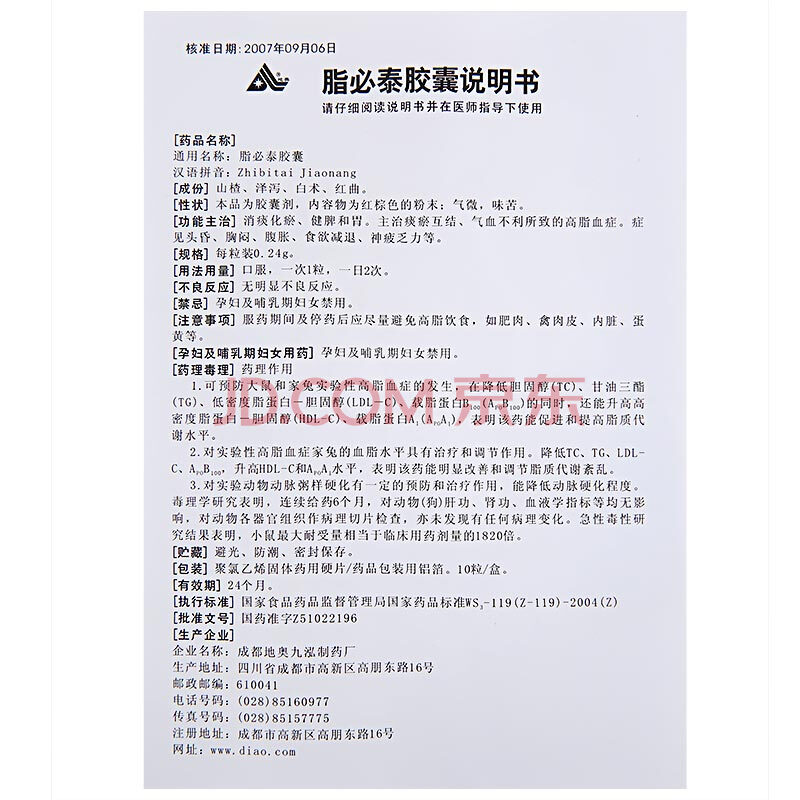 核准日期:2007年09月06日
脂必泰胶囊说明书
请仔细阅读说明书并在医师指导下使用
[药品名称]
通用名称: 脂必泰胶囊
汉语拼音: Zhibitai Jiaonang
[成份] 山楂、泽泻、白术、红曲。
[性状] 本品为胶囊剂，内容物为红棕色的粉末；气微，味苦。
[功能主治] 消痰化瘀、健脾和胃。主治痰瘀互结、气血不利所致的高脂血症。症
见头昏、胸闷、腹胀、食欲减退、神疲乏力等。
[规格] 每粒装0.24g。
[用法用量] 口服，一次1粒，一日2次。
[不良反应] 无明显不良反应。
[禁忌] 孕妇及哺乳期妇女禁用。
[注意事项] 服药期间及停药后应尽量避免高脂饮食，如肥肉、禽肉皮、内脏、蛋
黄等。
[孕妇及哺乳期妇女用药] 孕妇及哺乳期妇女禁用。
[药理毒理] 药理作用
1.可预防大鼠和家兔实验性高脂血症的发生，在降低胆固醇(TC)、甘油三酯
(TG)、低密度脂蛋白—胆固醇(LDL-C)、载脂蛋白B100(APOB100)的同时，还能升高高
密度脂蛋白—胆固醇(HDL-C)、载脂蛋白A1(APOA1)，表明该药能促进和提高脂质代
谢水平。
2.对实验性高脂血症家兔的血脂水平具有治疗和调节作用。降低TC、TG、LDL-
C、APOB100，升高HDL-C和APOA1水平，表明该药能明显改善和调节脂质代谢紊乱。
3.对实验动物动脉粥样硬化有一定的预防和治疗作用，能降低动脉硬化程度。
毒理学研究表明，连续给药6个月，对动物(狗)肝功、肾功、血液学指标等均无影
响，对动物各器官组织作病理切片检查，亦未发现有任何病理变化。急性毒性研
究结果表明，小鼠最大耐受量相当于临床用药剂量的1820倍。
[贮藏] 避光、防潮、密封保存。
[包装] 聚氯乙烯固体药用硬片/药品包装用铝箔。10粒/盒。
[有效期] 24个月。
[执行标准] 国家食品药品监督管理局国家药品标准WS3-119(Z-119)-2004(Z)
[批准文号] 国药准字Z51022196
[生产企业]
企业名称: 成都地奥九泓制药厂
生产地址: 四川省成都市高新区高朋东路16号
邮政邮编: 610041
电话号码: (028)85160977
传真号码: (028)85157775
注册地址: 成都市高新区高朋东路16号
网址: www.diao.com
JD.COM 京东